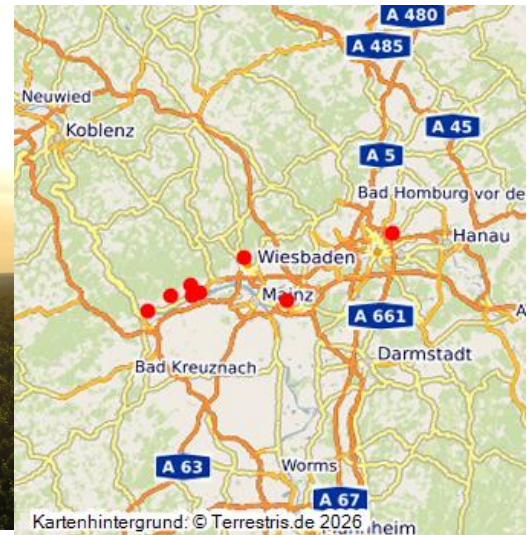 A 480
A 485
Neuwied
Koblenz
A 45
A 5
Bad Homburg vor de
Hanau
Wiesbaden
Mainz
A 661
A
Darmstadt
Bad Kreuznach
A 63
Worms
A 67
Kartenhintergrund: © Terrestris.de 2026
nheim